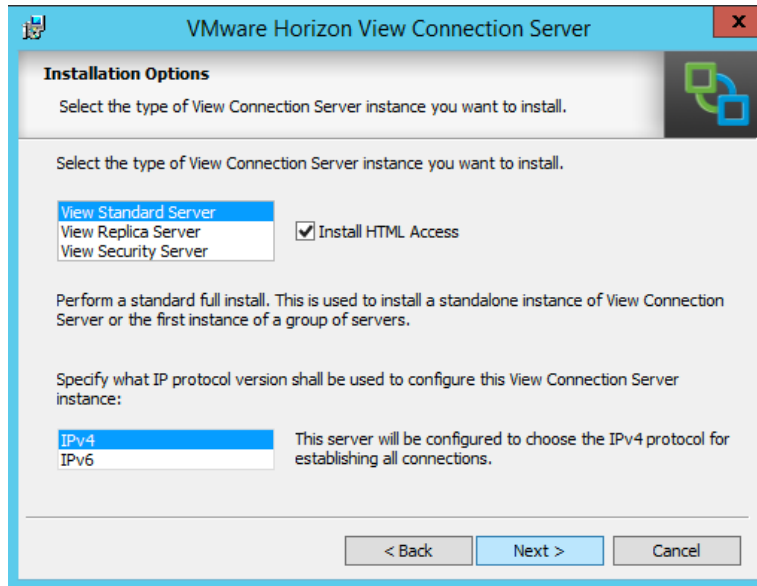 VMware Horizon View Connection Server
x
Installation Options
Select the type of View Connection Server instance you want to install.
Select the type of View Connection Server instance you want to install.
View Standard Server
View Replica Server
View Security Server
Install HTML Access
Perform a standard full install. This is used to install a standalone instance of View Connection
Server or the first instance of a group of servers.
Specify what IP protocol version shall be used to configure this View Connection Server
instance:
IPv4
IPv6
This server will be configured to choose the IPv4 protocol for
establishing all connections.
< Back
Next >
Cancel